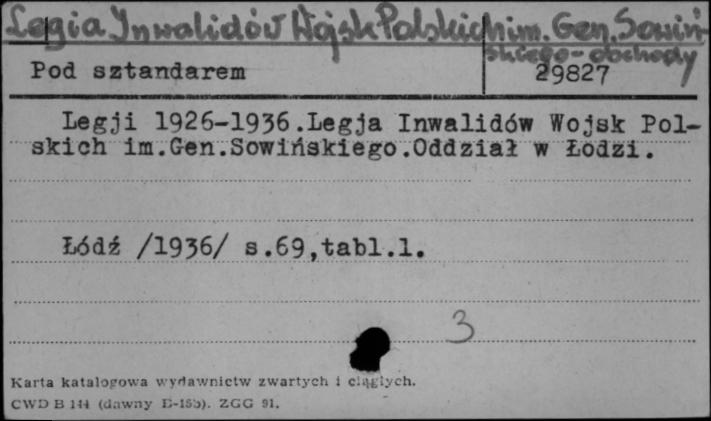 Legia Inwalidów Wojsk Polskich im. Gen. Sowiń-
skiego - obchody
Pod sztandarem
29827
Legji 1926-1936.Legja Inwalidów Wojsk Pol-
skich im.Gen.Sowińskiego.Oddział w Łodzi.
Łódź /1936/ s.69,tabl.1.
3
Karta katalogowa wydawnictw zwartych i ciągłych.
CWD B 144 (dawny E-15b). ZGG 91.